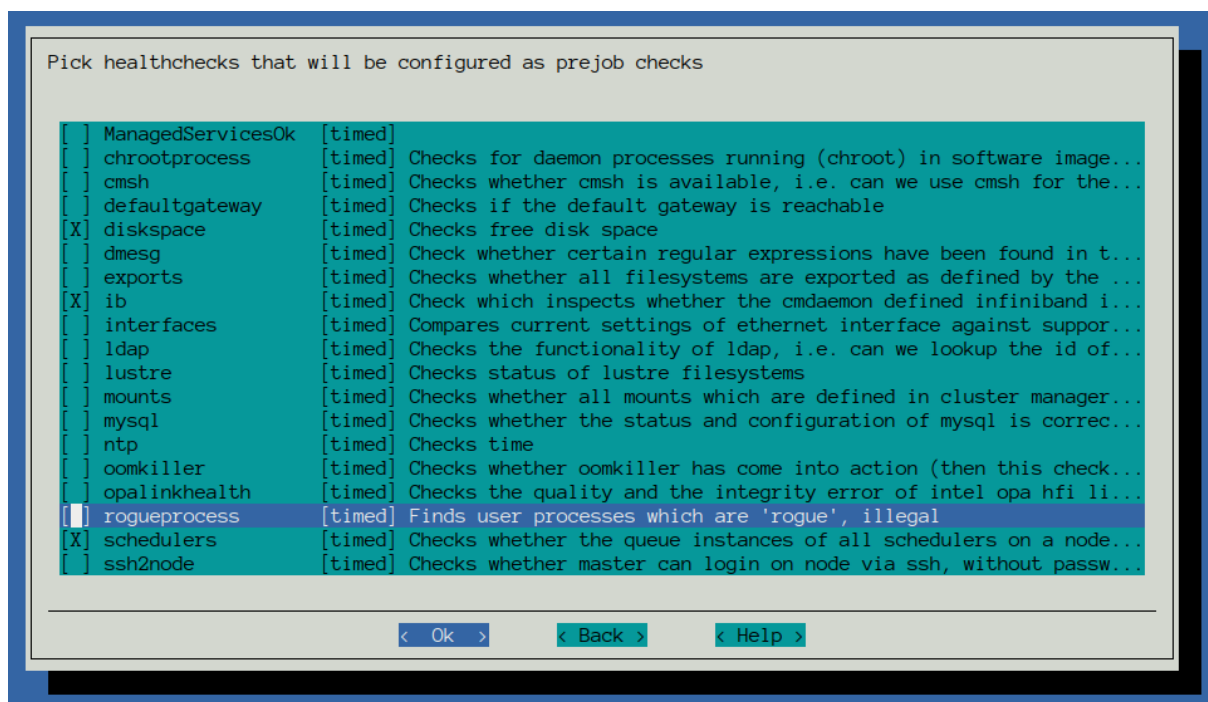 Pick healthchecks that will be configured as prejob checks
[ ] ManagedServicesOk [timed]
[ ] chrootprocess [timed] Checks for daemon processes running (chroot) in software image...
[ ] cmsh [timed] Checks whether cmsh is available, i.e. can we use cmsh for the...
[ ] defaultgateway [timed] Checks if the default gateway is reachable
[X] diskspace [timed] Checks free disk space
[ ] dmesg [timed] Check whether certain regular expressions have been found in t...
[ ] exports [timed] Checks whether all filesystems are exported as defined by the ...
[X] ib [timed] Check which inspects whether the cmdaemon defined infiniband i...
[ ] interfaces [timed] Compares current settings of ethernet interface against suppor...
[ ] ldap [timed] Checks the functionality of ldap, i.e. can we lookup the id of...
[ ] lustre [timed] Checks status of lustre filesystems
[ ] mounts [timed] Checks whether all mounts which are defined in cluster manager...
[ ] mysql [timed] Checks whether the status and configuration of mysql is correc...
[ ] ntp [timed] Checks time
[ ] oomkiller [timed] Checks whether oomkiller has come into action (then this check...
[ ] opalinkhealth [timed] Checks the quality and the integrity error of intel opa hfi li...
[ ] rogueprocess [timed] Finds user processes which are 'rogue', illegal
[X] schedulers [timed] Checks whether the queue instances of all schedulers on a node...
[ ] ssh2node [timed] Checks whether master can login on node via ssh, without passw...
< Ok > < Back > < Help >